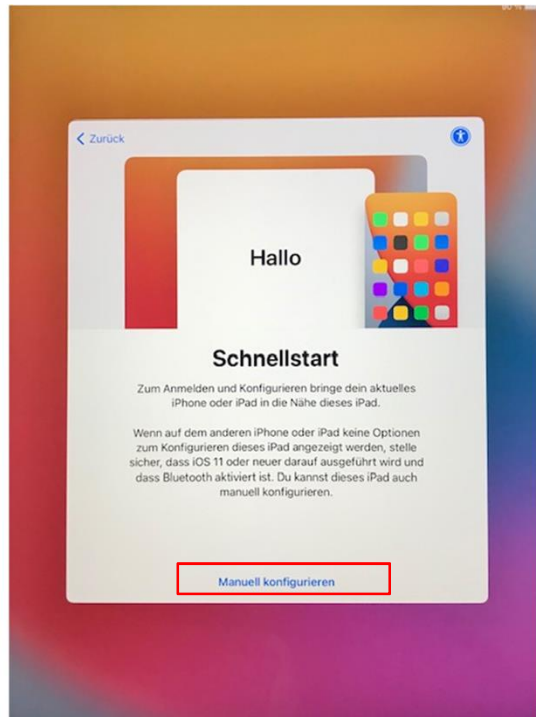 90 %
Zurück
Hallo
Schnellstart
Zum Anmelden und Konfigurieren bringe dein aktuelles
iPhone oder iPad in die Nähe dieses iPad.
Wenn auf dem anderen iPhone oder iPad keine Optionen
zum Konfigurieren dieses iPad angezeigt werden, stelle
sicher, dass iOS 11 oder neuer darauf ausgeführt wird und
dass Bluetooth aktiviert ist. Du kannst dieses iPad auch
manuell konfigurieren.
Manuell konfigurieren